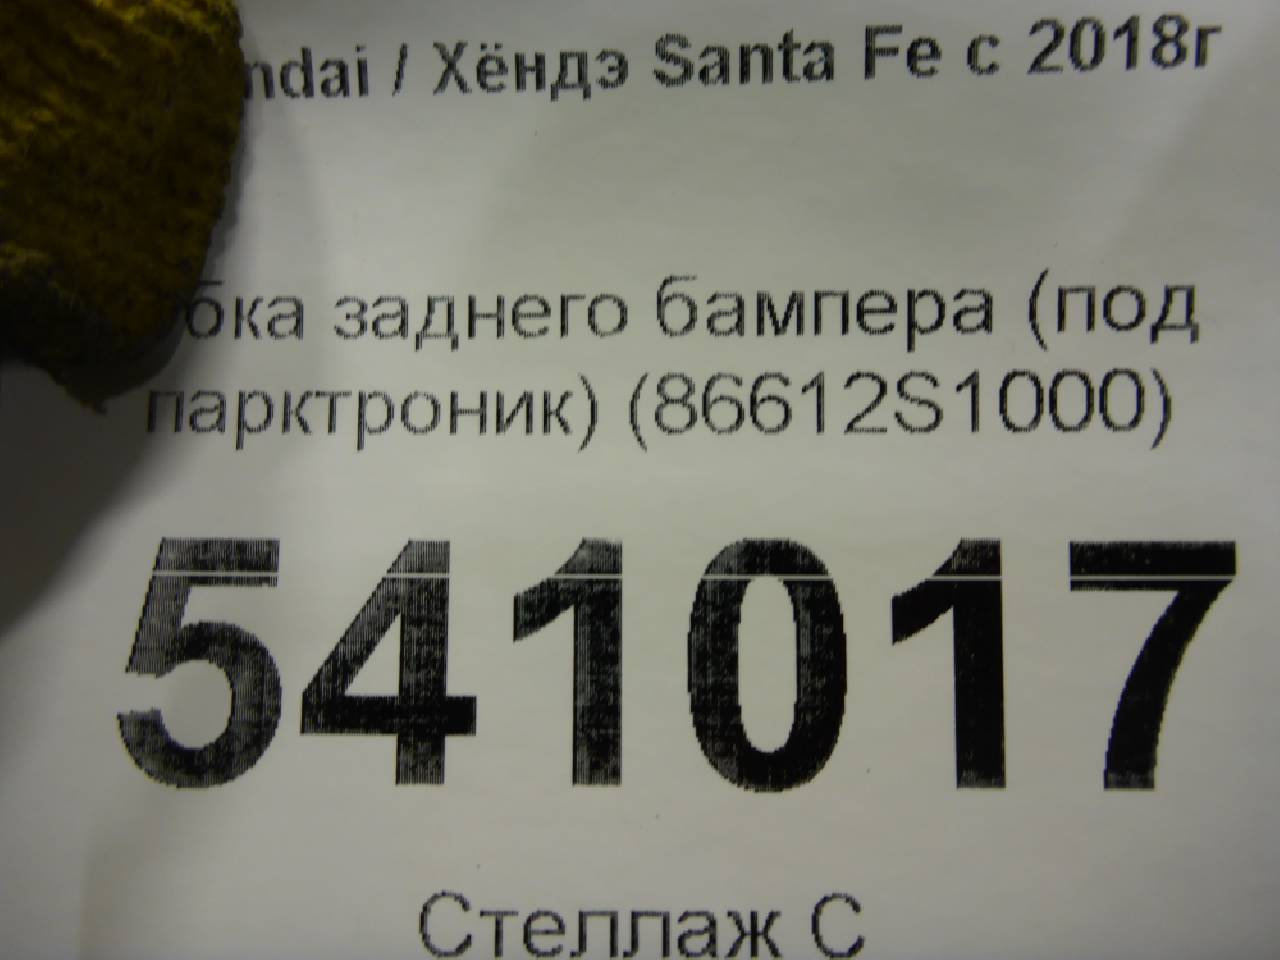 / Хёндэ Santa Fe с 2018г
заднего бампера (под
парктроник) (86612S1000)
541017
Стеллаж С